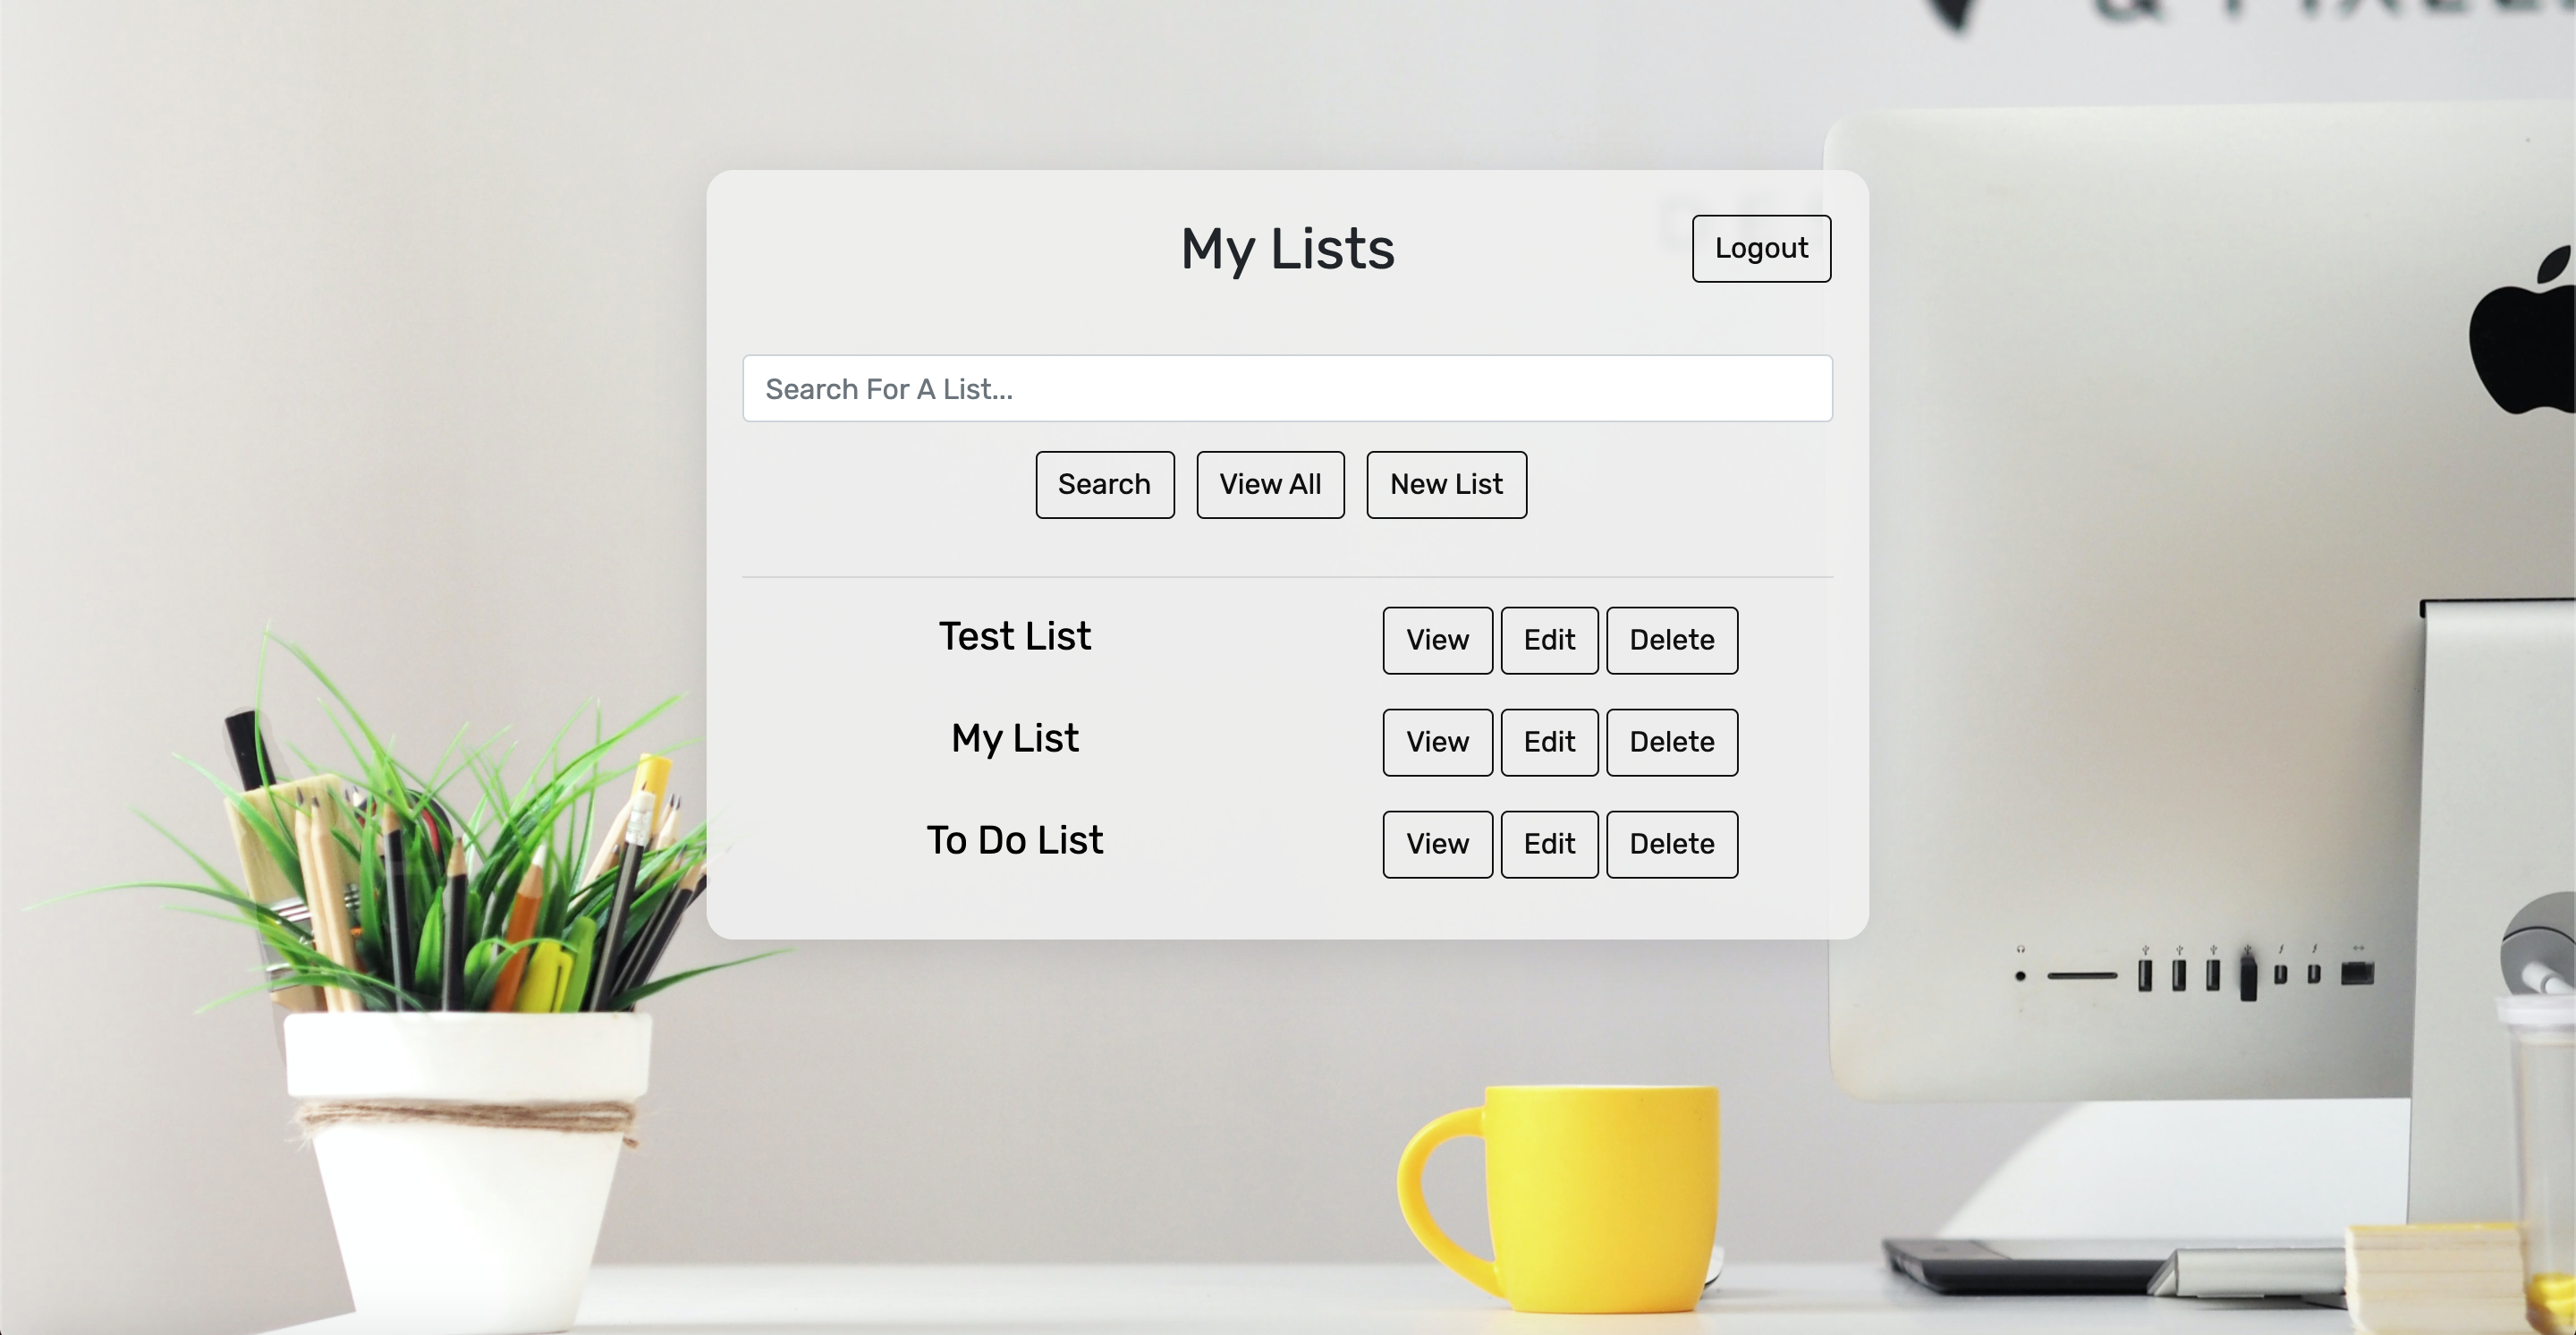 My Lists
Logout
Search For A List...
Search View All New List
Test List View Edit Delete
My List View Edit Delete
To Do List View Edit Delete